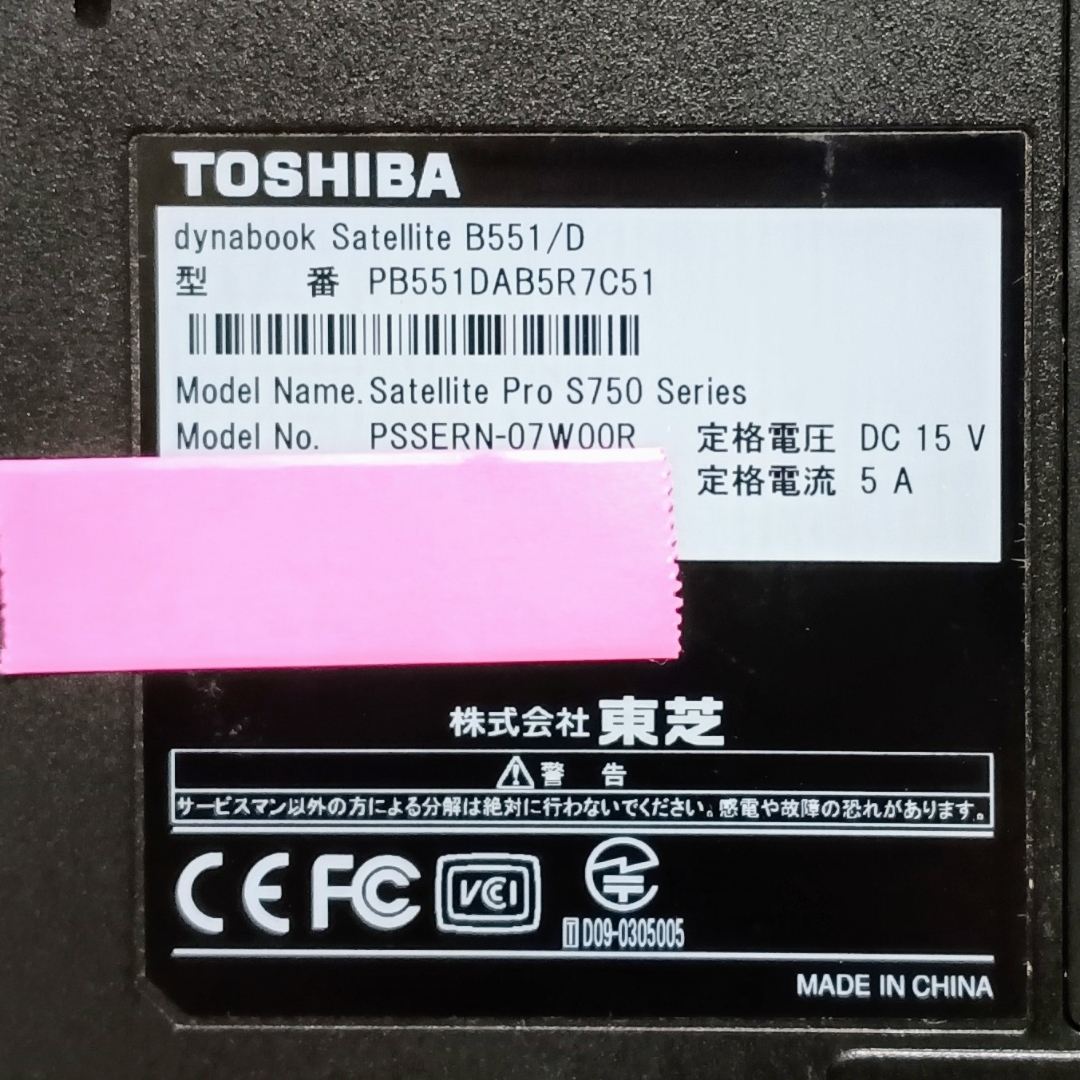 TOSHIBA
dynabook Satellite B551/D
型 番 PB551DAB5R7C51
Model Name. Satellite Pro S750 Series
Model No. PSSERN-07W00R 定格電圧 DC 15 V
定格電流 5 A
株式会社 東芝
警 告
サービスマン以外の方による分解は絶対に行わないでください。感電や故障の恐れがあります。
CE FC VCI
T D09-0305005
MADE IN CHINA